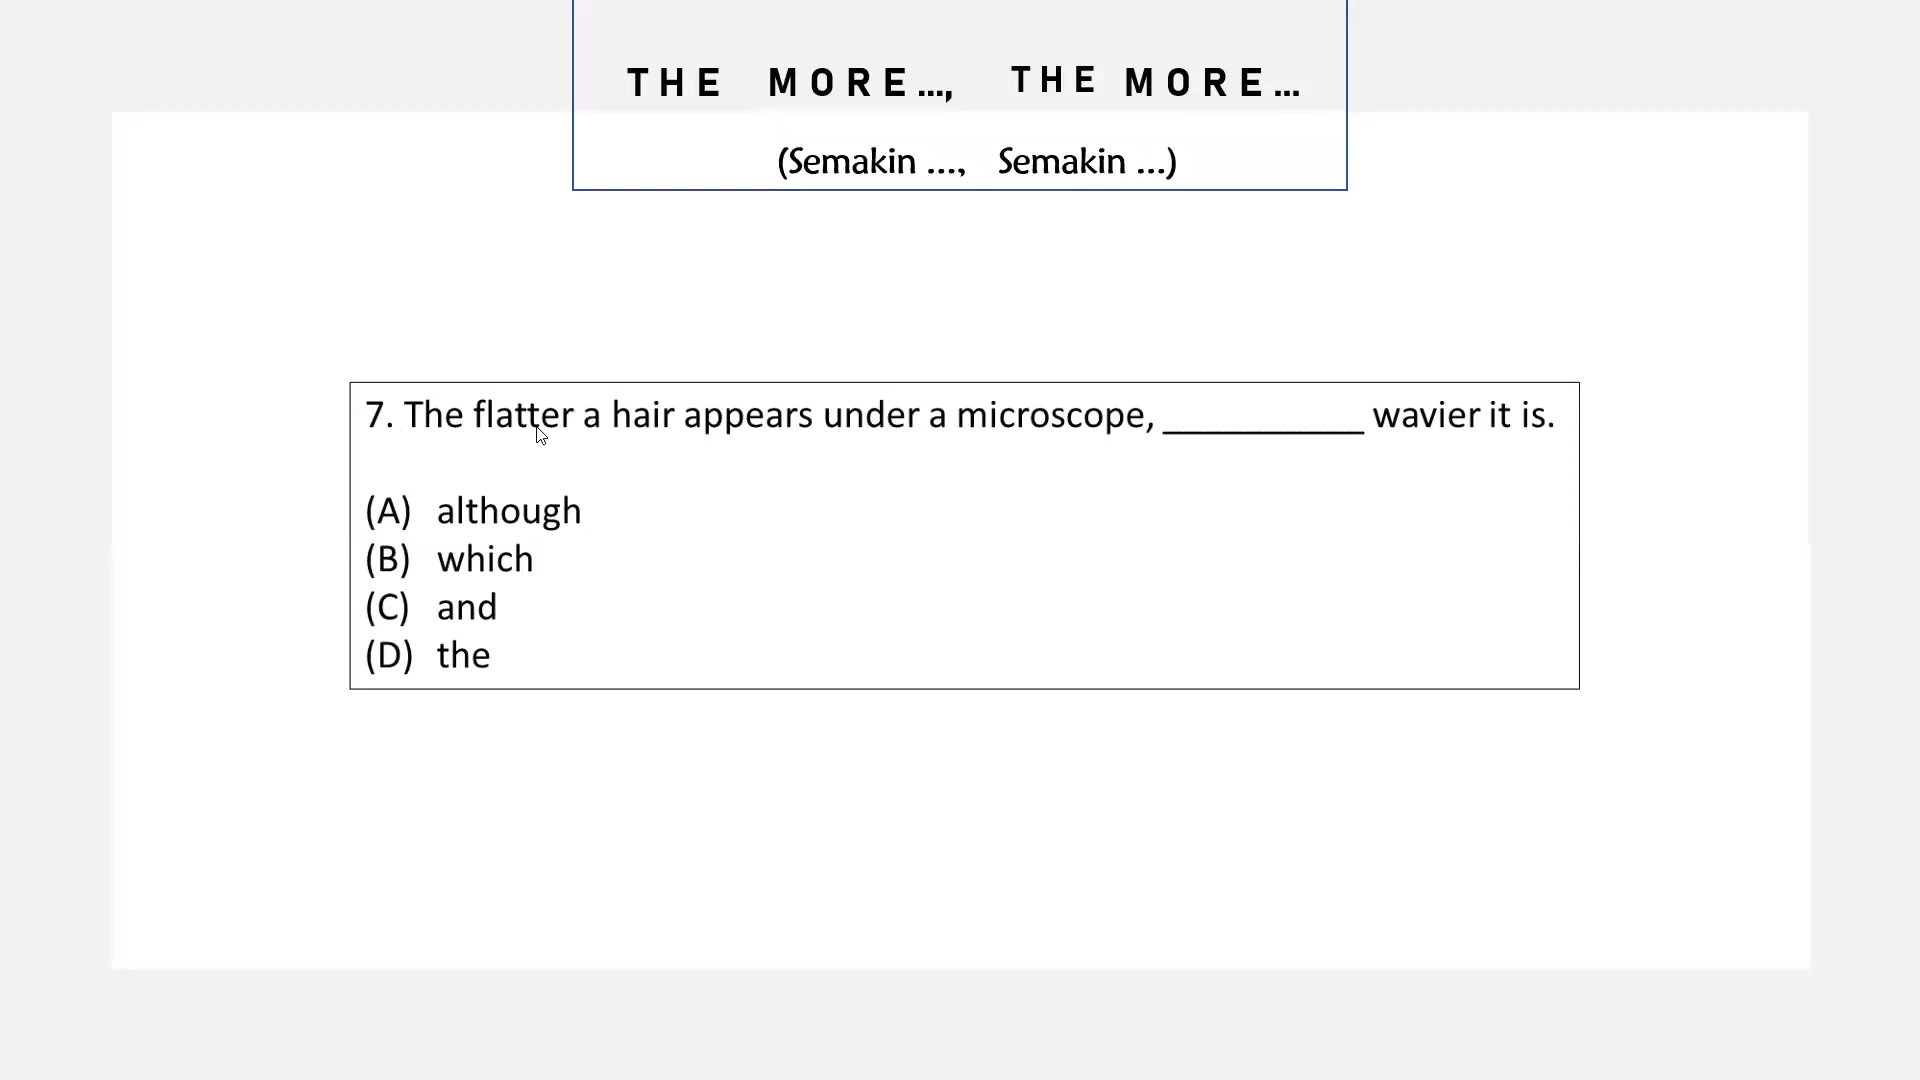 THE MORE..., THE MORE...
(Semakin ..., Semakin ...)
7. The flatter a hair appears under a microscope, ___________ wavier it is.
(A) although
(B) which
(C) and
(D) the